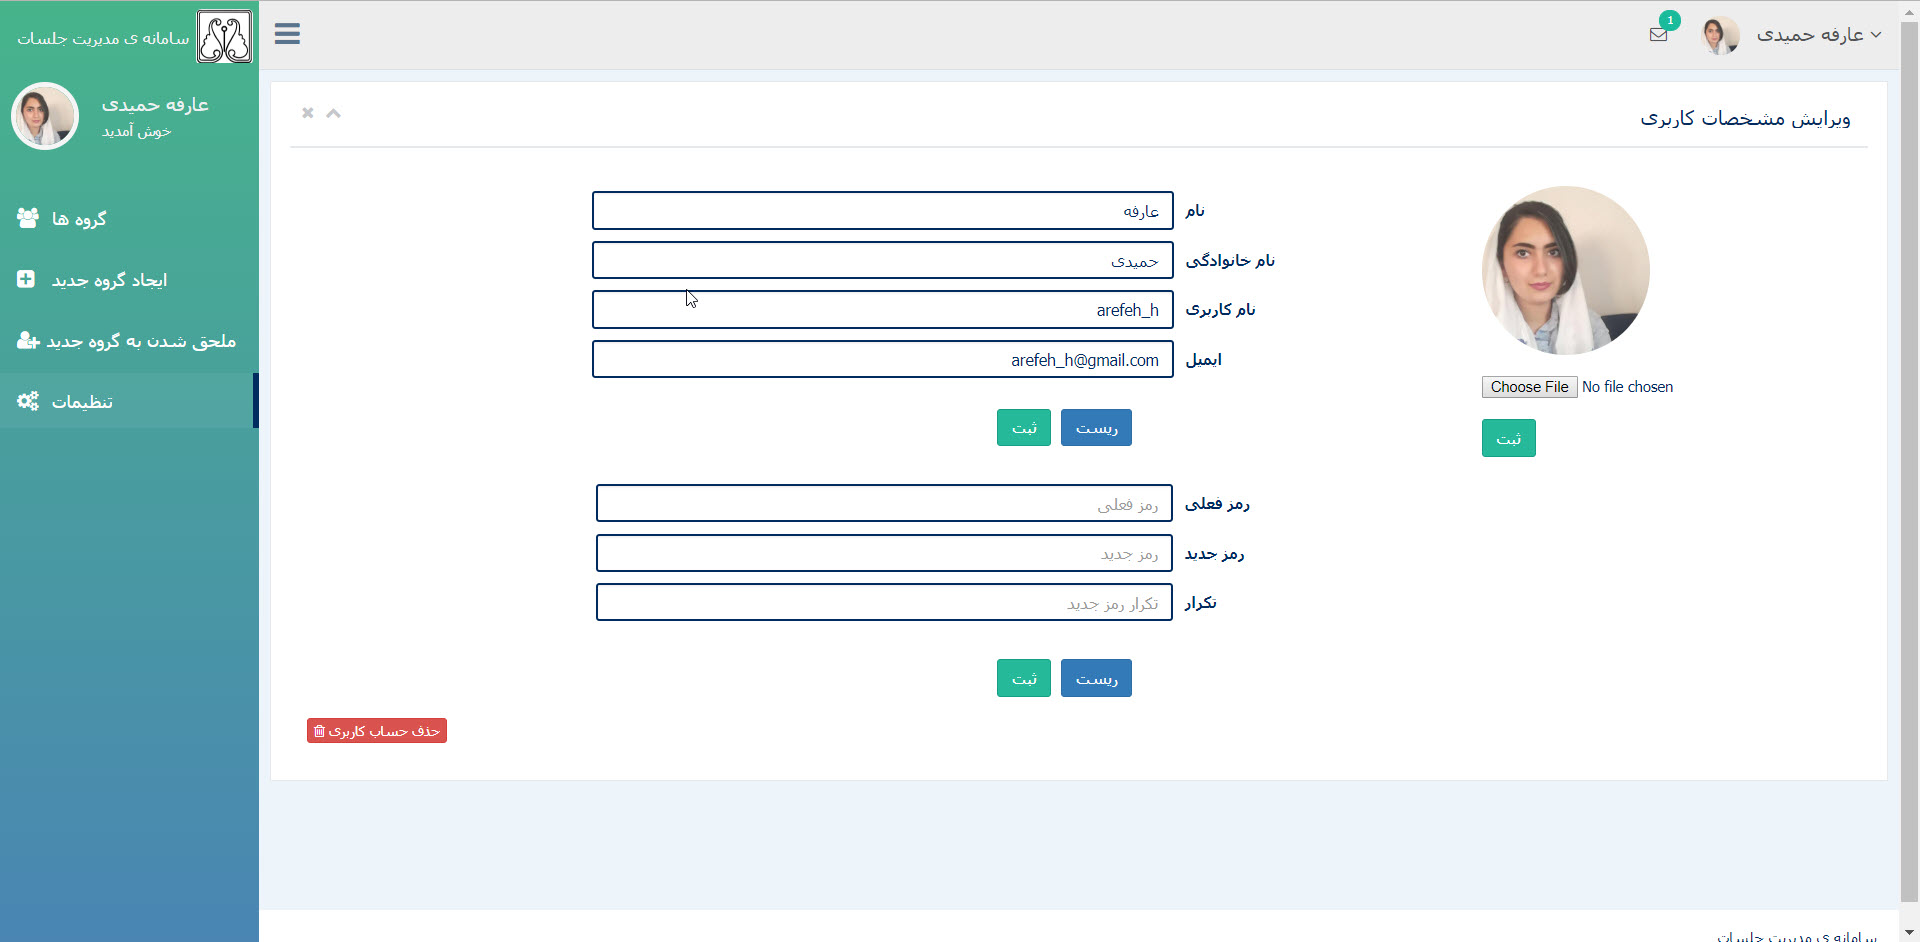 سامانه ی مدیریت جلسات
عارفه حمیدی
1
عارفه حمیدی
خوش آمدید
گروه ها
ایجاد گروه جدید
ملحق شدن به گروه جدید
تنظیمات
ویرایش مشخصات کاربری
نام
عارفه
نام خانوادگی
حمیدی
نام کاربری
arefeh_h
ایمیل
arefeh_h@gmail.com
Choose File No file chosen
ثبت
ریست
ثبت
رمز فعلی
رمز فعلی
رمز جدید
رمز جدید
تکرار
تکرار رمز جدید
ریست
ثبت
حذف حساب کاربری
سامانه ی مدیریت جلسات